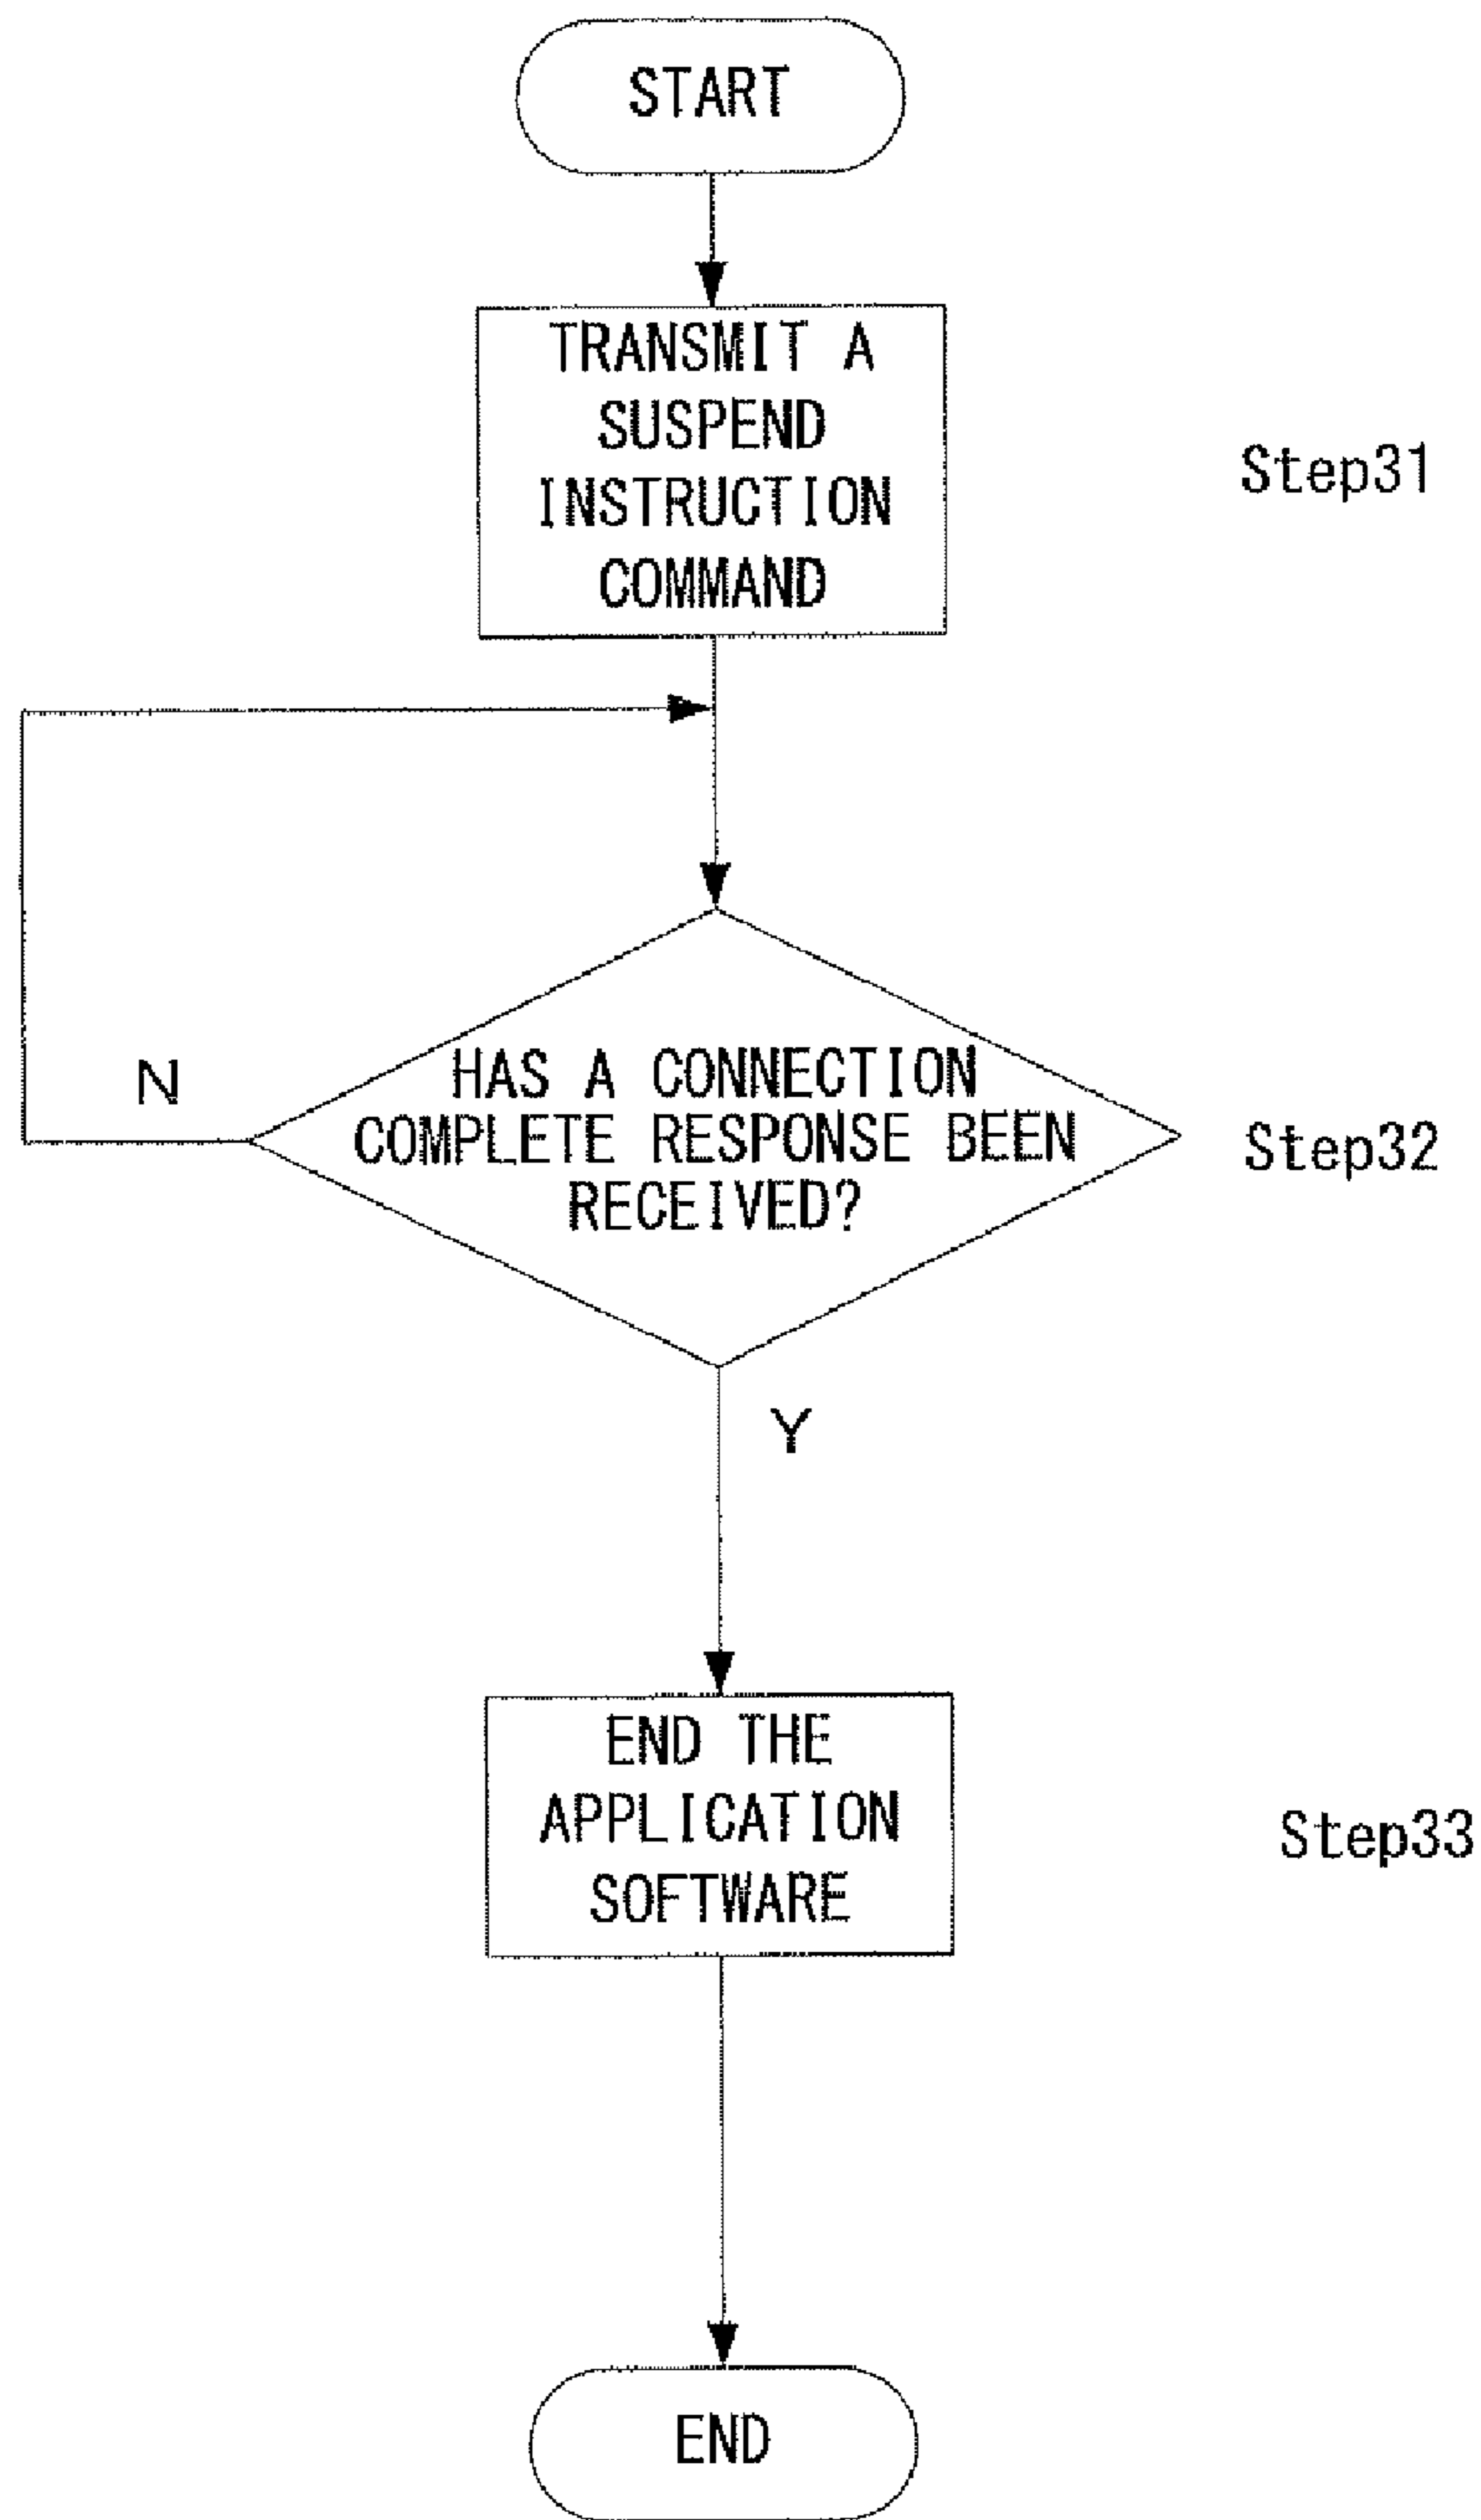 START
TRANSMIT A
SUSPEND
INSTRUCTION
COMMAND
Step31
N
HAS A CONNECTION
COMPLETE RESPONSE BEEN
RECEIVED?
Step32
Y
END THE
APPLICATION
SOFTWARE
Step33
END